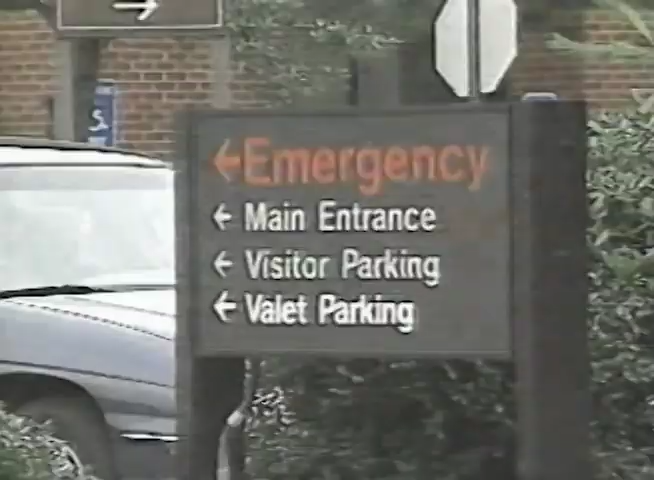 →
←Emergency
← Main Entrance
← Visitor Parking
← Valet Parking